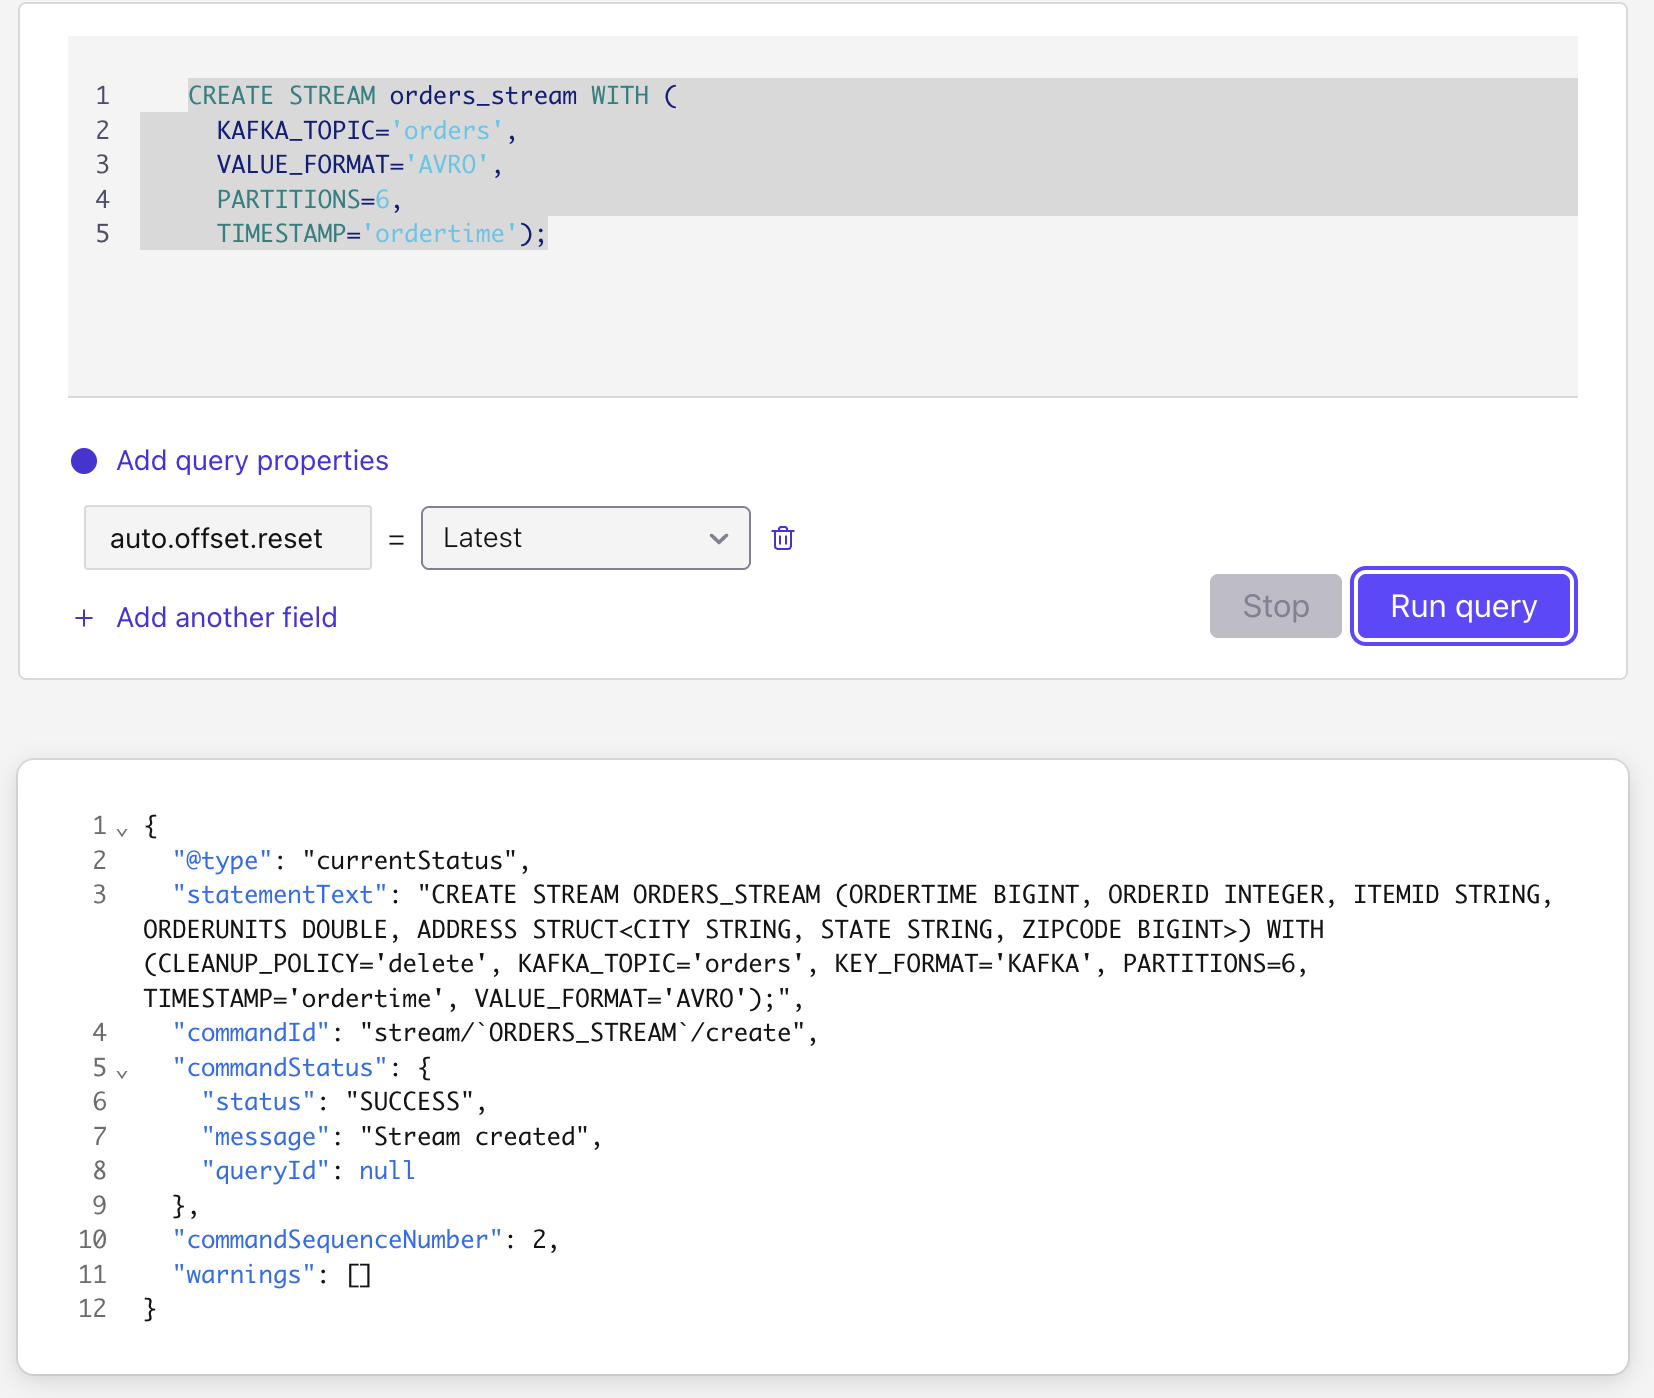 1 CREATE STREAM orders_stream WITH (
2 KAFKA_TOPIC='orders',
3 VALUE_FORMAT='AVRO',
4 PARTITIONS=6,
5 TIMESTAMP='ordertime');
Add query properties
auto.offset.reset = Latest
+ Add another field
Stop Run query
1 {
2 "@type": "currentStatus",
3 "statementText": "CREATE STREAM ORDERS_STREAM (ORDERTIME BIGINT, ORDERID INTEGER, ITEMID STRING,
ORDERUNITS DOUBLE, ADDRESS STRUCT<CITY STRING, STATE STRING, ZIPCODE BIGINT>) WITH
(CLEANUP_POLICY='delete', KAFKA_TOPIC='orders', KEY_FORMAT='KAFKA', PARTITIONS=6,
TIMESTAMP='ordertime', VALUE_FORMAT='AVRO');",
4 "commandId": "stream/`ORDERS_STREAM`/create",
5 "commandStatus": {
6 "status": "SUCCESS",
7 "message": "Stream created",
8 "queryId": null
9 },
10 "commandSequenceNumber": 2,
11 "warnings": []
12 }